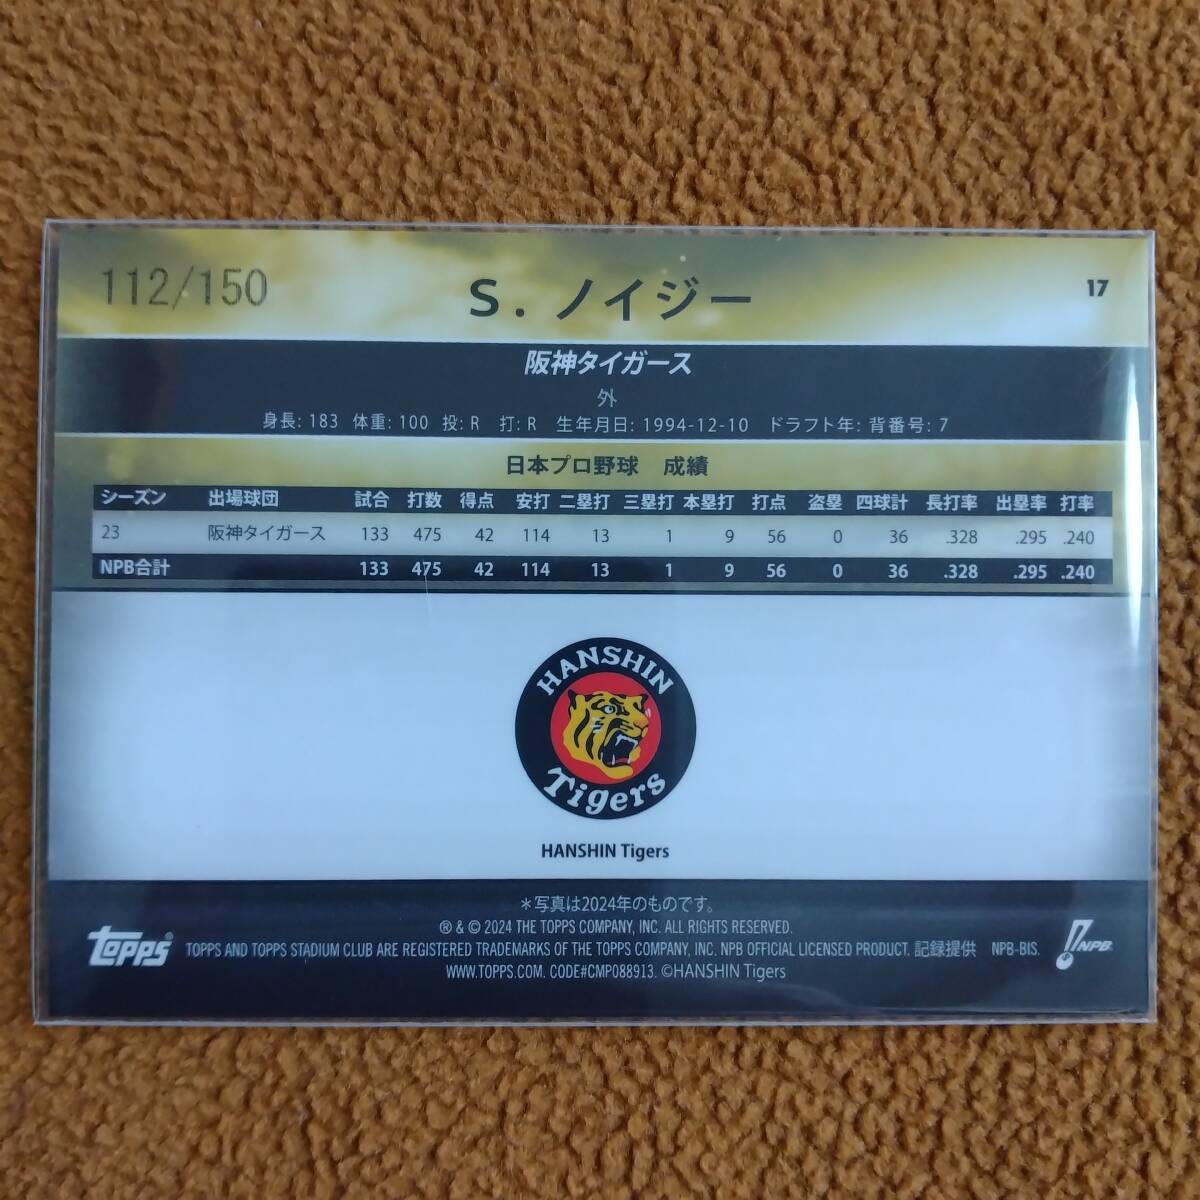 112/150
S. ノイジー
17
阪神タイガース
外
身長: 183 体重: 100 投: R 打: R 生年月日: 1994-12-10 ドラフト年: 背番号: 7
日本プロ野球 成績
シーズン 出場球団 試合 打数 得点 安打 二塁打 三塁打 本塁打 打点 盗塁 四球計 長打率 出塁率 打率
23 阪神タイガース 133 475 42 114 13 1 9 56 0 36 .328 .295 .240
NPB合計 133 475 42 114 13 1 9 56 0 36 .328 .295 .240
HANSHIN
Tigers
HANSHIN Tigers
＊写真は2024年のものです。
® & © 2024 THE TOPPS COMPANY, INC. ALL RIGHTS RESERVED.
TOPPS®
TOPPS AND TOPPS STADIUM CLUB ARE REGISTERED TRADEMARKS OF THE TOPPS COMPANY, INC. NPB OFFICIAL LICENSED PRODUCT. 記録提供 NPB-BIS.
NPB
WWW.TOPPS.COM. CODE#CMP088913. ©HANSHIN Tigers